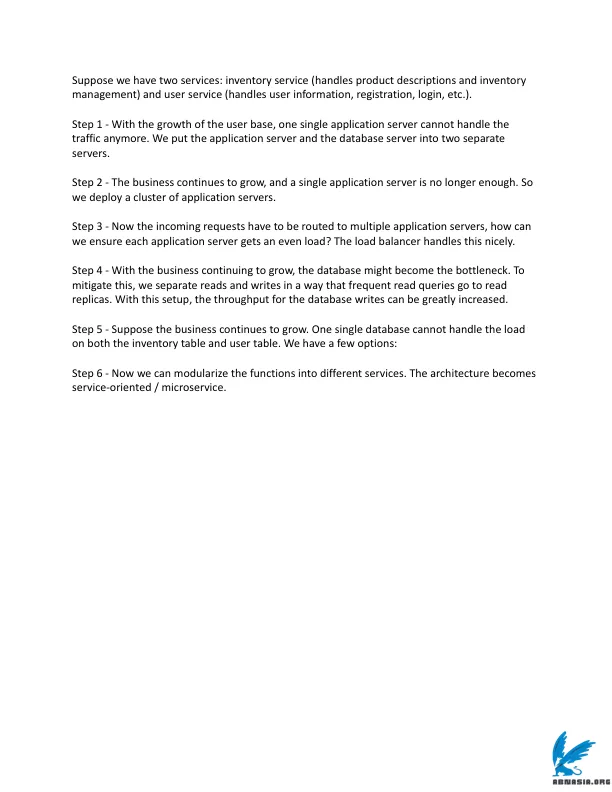 Suppose we have two services: inventory service (handles product descriptions and inventory
management) and user service (handles user information, registration, login, etc.).
Step 1 - With the growth of the user base, one single application server cannot handle the
traffic anymore. We put the application server and the database server into two separate
servers.
Step 2 - The business continues to grow, and a single application server is no longer enough. So
we deploy a cluster of application servers.
Step 3 - Now the incoming requests have to be routed to multiple application servers, how can
we ensure each application server gets an even load? The load balancer handles this nicely.
Step 4 - With the business continuing to grow, the database might become the bottleneck. To
mitigate this, we separate reads and writes in a way that frequent read queries go to read
replicas. With this setup, the throughput for the database writes can be greatly increased.
Step 5 - Suppose the business continues to grow. One single database cannot handle the load
on both the inventory table and user table. We have a few options:
Step 6 - Now we can modularize the functions into different services. The architecture becomes
service-oriented / microservice.
ABNASIA.ORG